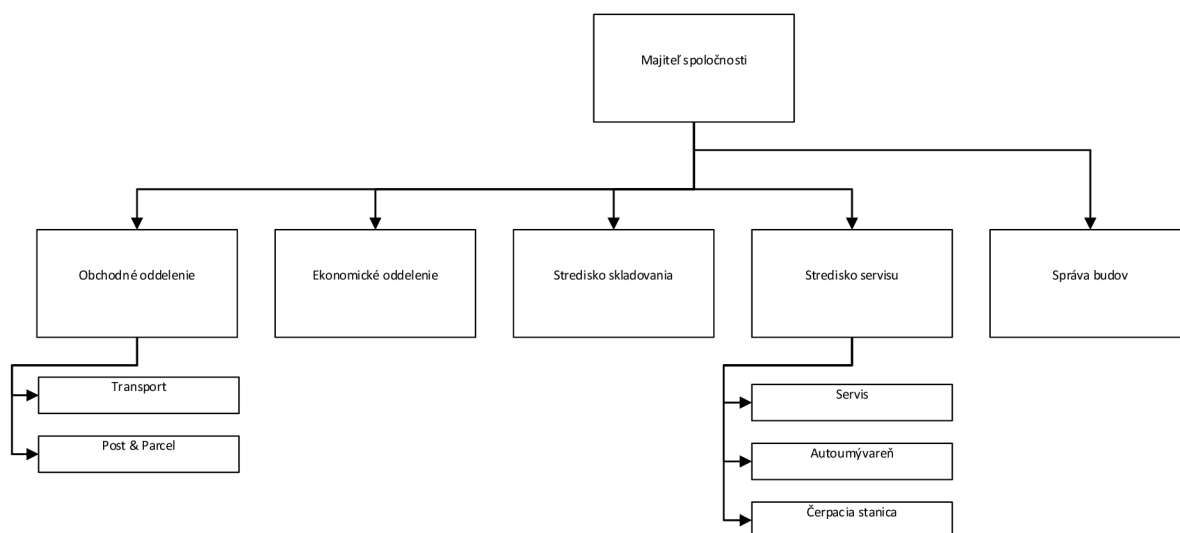 Majiteľ spoločnosti
Obchodné oddelenie
Ekonomické oddelenie
Stredisko skladovania
Stredisko servisu
Správa budov
Transport
Post & Parcel
Servis
Autoumývareň
Čerpacia stanica